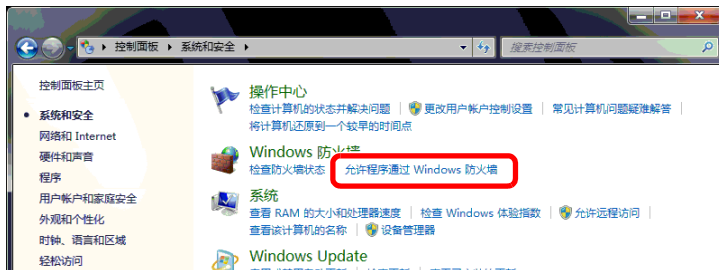 控制面板 ▸ 系统和安全 ▸
搜索控制面板
控制面板主页
系统和安全
网络和 Internet
硬件和声音
程序
用户帐户和家庭安全
外观和个性化
时钟、语言和区域
轻松访问
操作中心
检查计算机的状态并解决问题 更改用户帐户控制设置 常见计算机问题疑难解答
将计算机还原到一个较早的时间点
Windows 防火墙
检查防火墙状态 允许程序通过 Windows 防火墙
系统
查看 RAM 的大小和处理器速度 检查 Windows 体验指数 允许远程访问
查看该计算机的名称 设备管理器
Windows Update